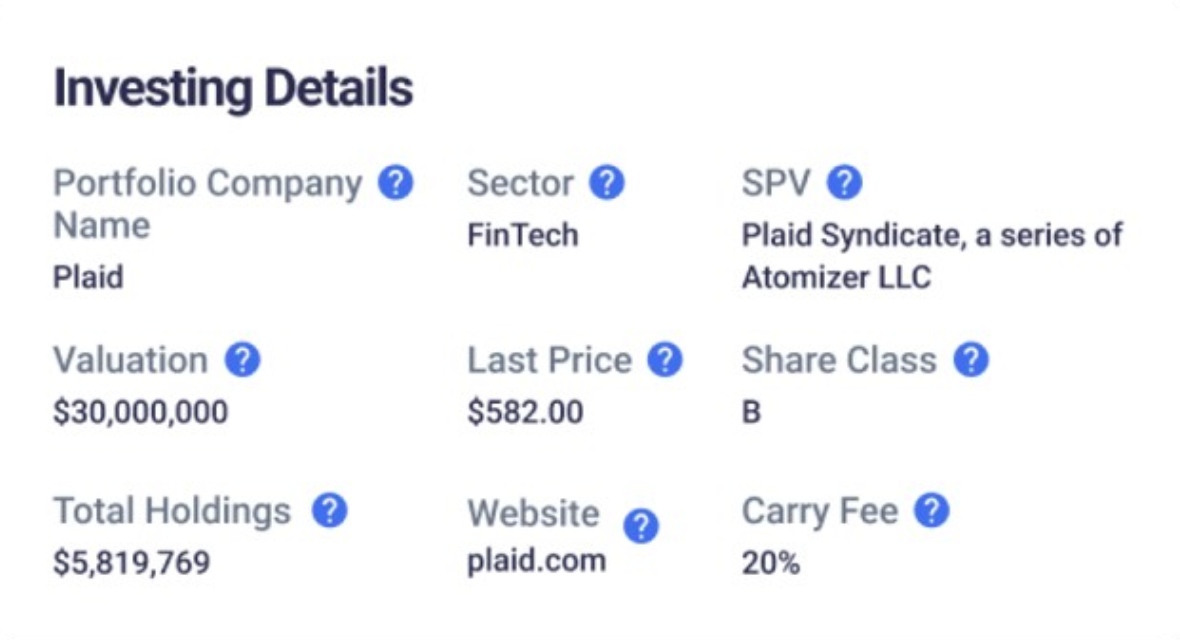 Investing Details
Portfolio Company
Name
Plaid
Sector
FinTech
SPV
Plaid Syndicate, a series of
Atomizer LLC
Valuation
$30,000,000
Last Price
$582.00
Share Class
B
Total Holdings
$5,819,769
Website
plaid.com
Carry Fee
20%